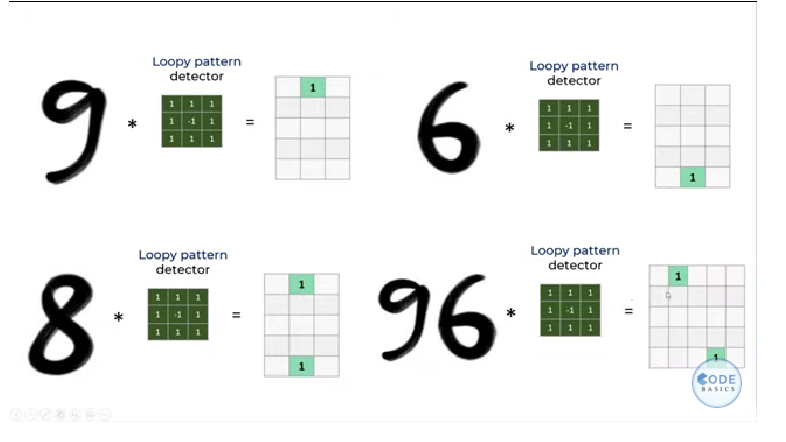 Loopy pattern
detector
9 * 1 1 1 = 1
1 -1 1
1 1 1
Loopy pattern
detector
6 * 1 1 1 =
1 -1 1
1 1 1
1
Loopy pattern
detector
8 * 1 1 1 = 1
1 -1 1
1 1 1
1
Loopy pattern
detector
96 * 1 1 1 = 1
1 -1 1
1 1 1
1
CODE
BASICS